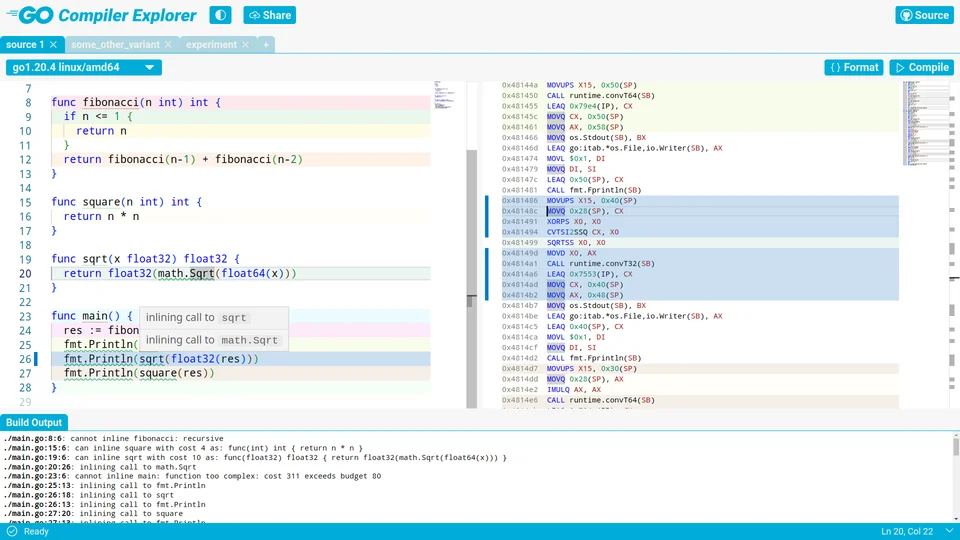 GO Compiler Explorer
Share
Source
source 1
some_other_variant
experiment
+
go1.20.4 linux/amd64
{ } Format
Compile
7
8 func fibonacci(n int) int {
9 if n <= 1 {
10 return n
11 }
12 return fibonacci(n-1) + fibonacci(n-2)
13 }
14
15 func square(n int) int {
16 return n * n
17 }
18
19 func sqrt(x float32) float32 {
20 return float32(math.Sqrt(float64(x)))
21 }
22
23 func main() {
24 res := fibon
25 fmt.Println(
26 fmt.Println(sqrt(float32(res)))
27 fmt.Println(square(res))
28 }
29
inlining call to sqrt
inlining call to math.Sqrt
0x48144a MOVUPS X15, 0x50(SP)
0x481450 CALL runtime.convT64(SB)
0x481455 LEAQ 0x79e4(IP), CX
0x48145c MOVQ CX, 0x50(SP)
0x481461 MOVQ AX, 0x58(SP)
0x481466 MOVQ os.Stdout(SB), BX
0x48146d LEAQ go:itab.*os.File,io.Writer(SB), AX
0x481474 MOVL $0x1, DI
0x481479 MOVQ DI, SI
0x48147c LEAQ 0x50(SP), CX
0x481481 CALL fmt.Fprintln(SB)
0x481486 MOVUPS X15, 0x40(SP)
0x48148c MOVQ 0x28(SP), CX
0x481491 XORPS X0, X0
0x481494 CVTSI2SSQ CX, X0
0x481499 SQRTSS X0, X0
0x48149d MOVD X0, AX
0x4814a1 CALL runtime.convT32(SB)
0x4814a6 LEAQ 0x7553(IP), CX
0x4814ad MOVQ CX, 0x40(SP)
0x4814b2 MOVQ AX, 0x48(SP)
0x4814b7 MOVQ os.Stdout(SB), BX
0x4814be LEAQ go:itab.*os.File,io.Writer(SB), AX
0x4814c5 LEAQ 0x40(SP), CX
0x4814ca MOVL $0x1, DI
0x4814cf MOVQ DI, SI
0x4814d2 CALL fmt.Fprintln(SB)
0x4814d7 MOVUPS X15, 0x30(SP)
0x4814dd MOVQ 0x28(SP), AX
0x4814e2 IMULQ AX, AX
0x4814e6 CALL runtime.convT64(SB)
Build Output
./main.go:8:6: cannot inline fibonacci: recursive
./main.go:15:6: can inline square with cost 4 as: func(int) int { return n * n }
./main.go:19:6: can inline sqrt with cost 10 as: func(float32) float32 { return float32(math.Sqrt(float64(x))) }
./main.go:20:26: inlining call to math.Sqrt
./main.go:23:6: cannot inline main: function too complex: cost 311 exceeds budget 80
./main.go:25:13: inlining call to fmt.Println
./main.go:26:18: inlining call to sqrt
./main.go:26:13: inlining call to fmt.Println
./main.go:27:20: inlining call to square
./main.go:27:13: inlining call to fmt.Println
Ready
Ln 20, Col 22